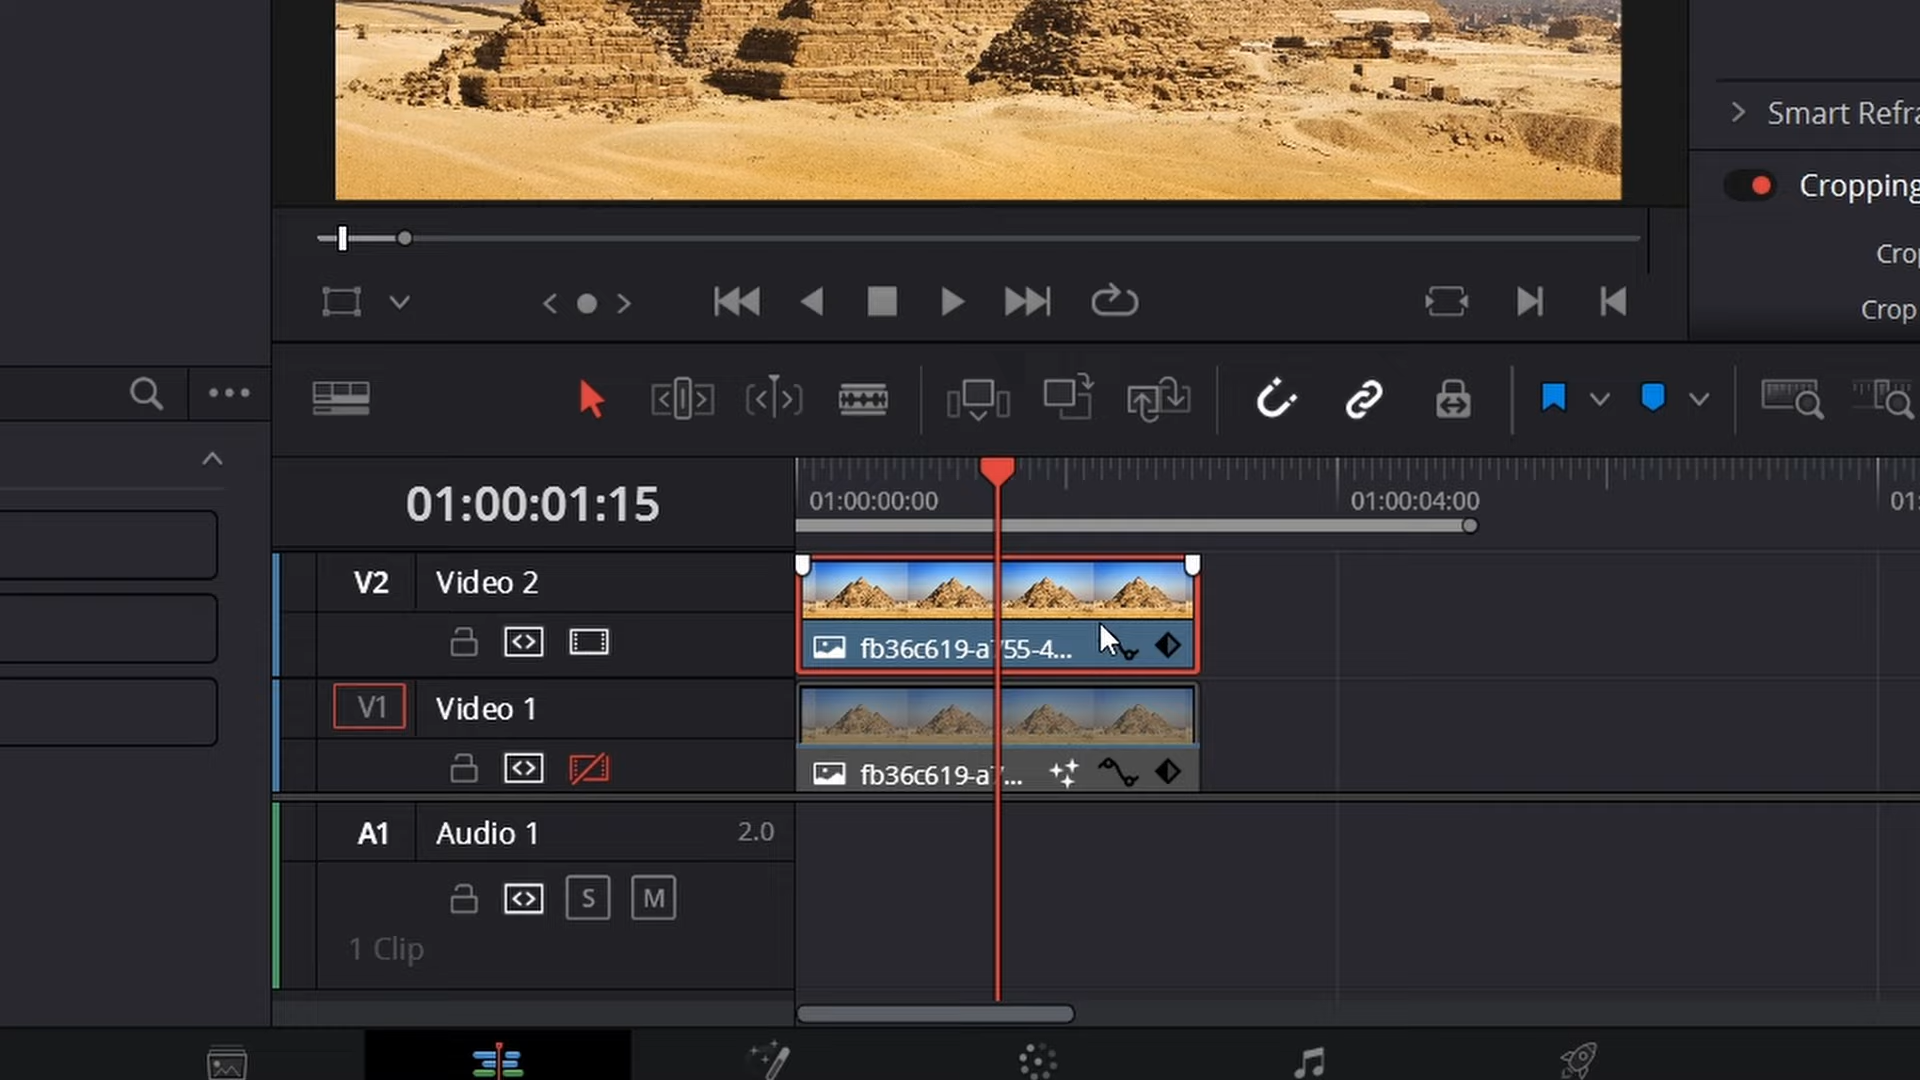 Smart Refra
Cropping
Crop
Crop
01:00:01:15
01:00:00:00
01:00:04:00
01:
V2
Video 2
fb36c619-a755-4...
V1
Video 1
fb36c619-a7...
A1
Audio 1
2.0
S
M
1 Clip